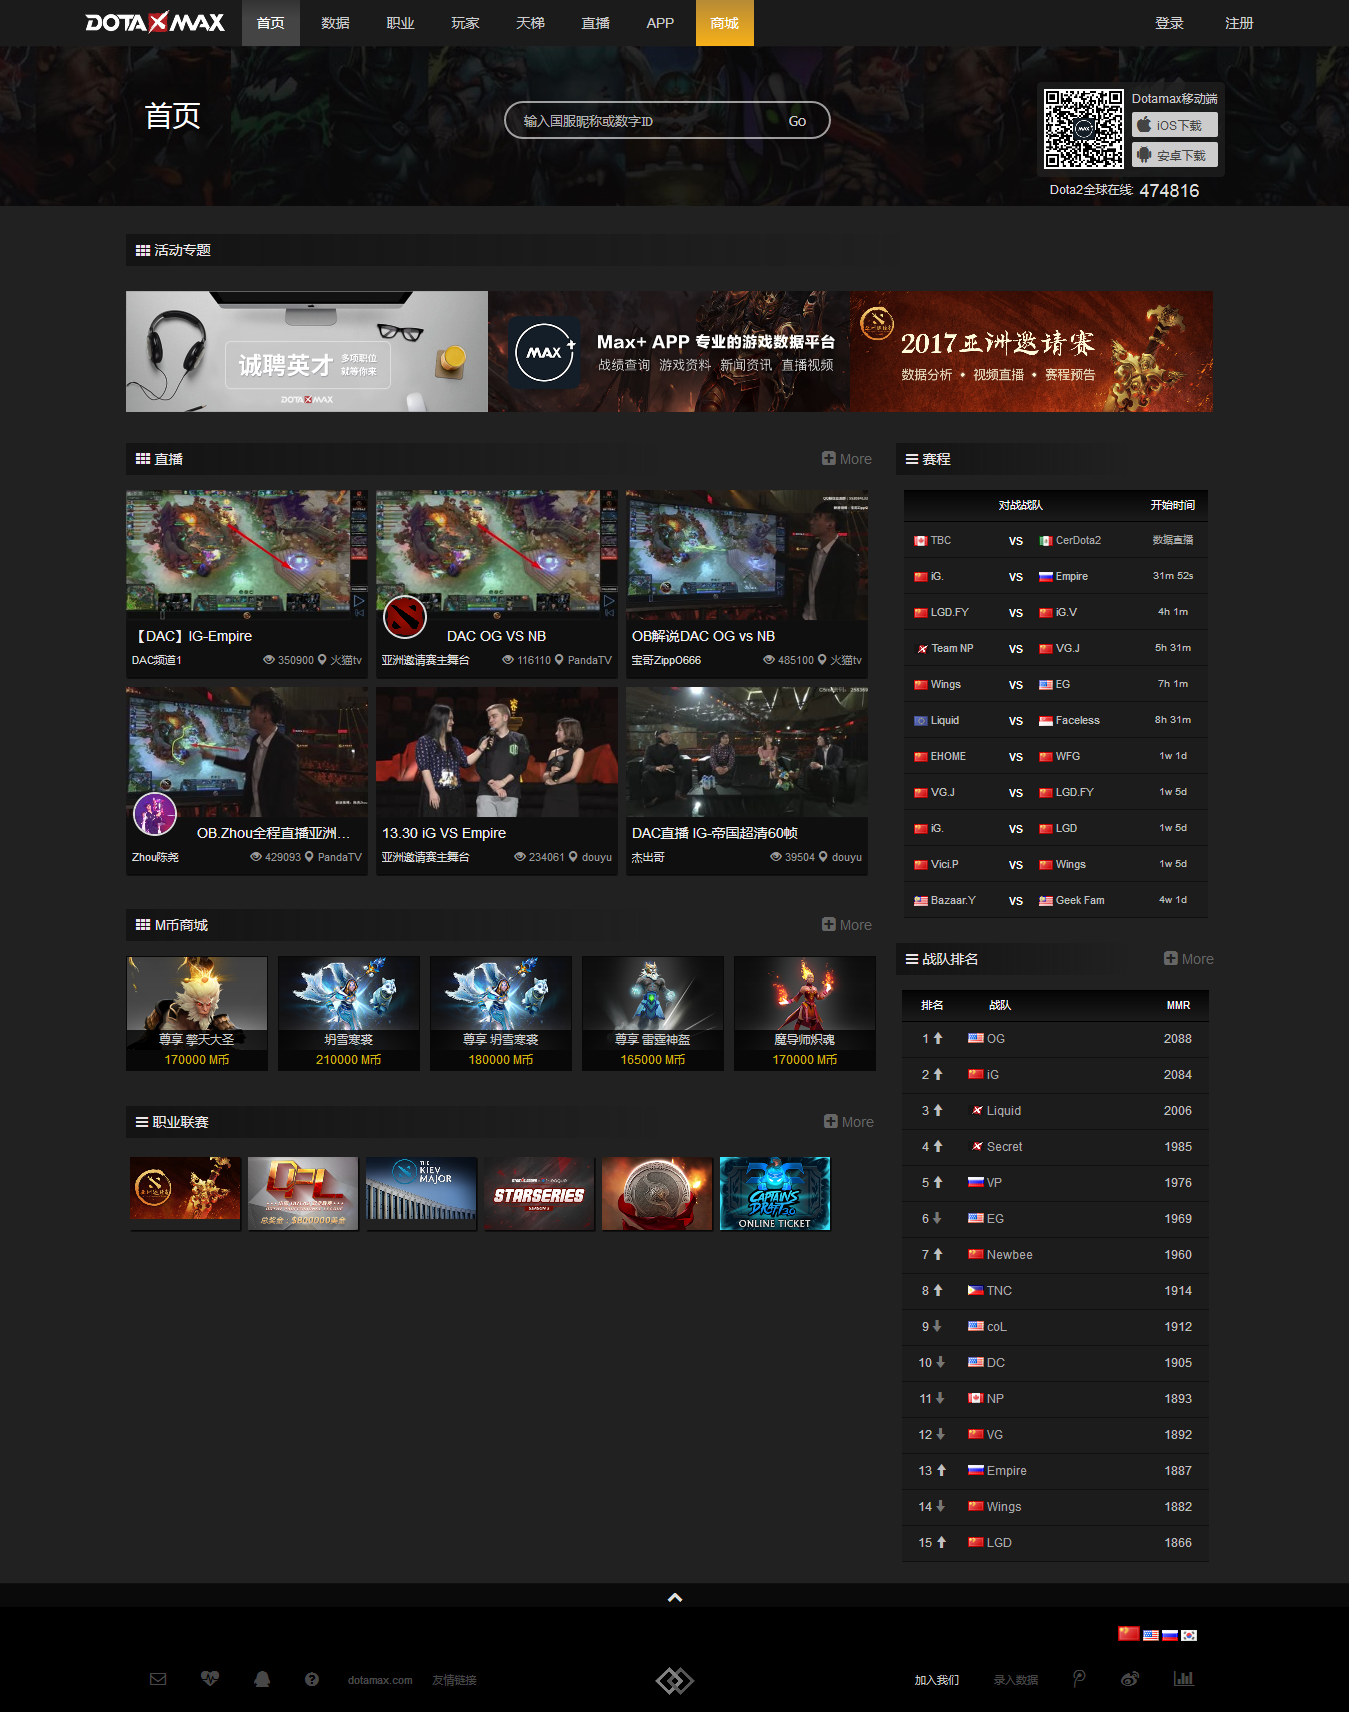 DOTAMAX 首页 数据 职业 玩家 天梯 直播 APP 商城 登录 注册
首页
输入国服昵称或数字ID Go
Dotamax移动端
iOS下载
安卓下载
Dota2全球在线: 474816
活动专题
诚聘英才 多项职位 就等你来
DOTAMAX
MAX+ Max+ APP 专业的游戏数据平台
战绩查询 游戏资料 新闻资讯 直播视频
2017亚洲邀请赛
数据分析 • 视频直播 • 赛程预告
直播 More
【DAC】IG-Empire
DAC频道1 350900 火猫tv
DAC OG VS NB
亚洲邀请赛主舞台 116110 PandaTV
OB解说DAC OG vs NB
宝哥ZippO666 485100 火猫tv
OB.Zhou全程直播亚洲...
Zhou陈尧 429093 PandaTV
13.30 iG VS Empire
亚洲邀请赛主舞台 234061 douyu
DAC直播 IG-帝国超清60帧
杰出哥 39504 douyu
M币商城 More
尊享 擎天大圣
170000 M币
坍雪寒裘
210000 M币
尊享 坍雪寒裘
180000 M币
尊享 雷霆神盔
165000 M币
魔导师炽魂
170000 M币
职业联赛 More
DPL
总奖金:$800000美金
THE KIEV MAJOR
STARSERIES
CAPTAINS DRAFT 3.0
ONLINE TICKET
赛程
对战战队 开始时间
TBC VS CerDota2 数据直播
iG. VS Empire 31m 52s
LGD.FY VS iG.V 4h 1m
Team NP VS VG.J 5h 31m
Wings VS EG 7h 1m
Liquid VS Faceless 8h 31m
EHOME VS WFG 1w 1d
VG.J VS LGD.FY 1w 5d
iG. VS LGD 1w 5d
Vici.P VS Wings 1w 5d
Bazaar.Y VS Geek Fam 4w 1d
战队排名 More
排名 战队 MMR
1 OG 2088
2 iG 2084
3 Liquid 2006
4 Secret 1985
5 VP 1976
6 EG 1969
7 Newbee 1960
8 TNC 1914
9 coL 1912
10 DC 1905
11 NP 1893
12 VG 1892
13 Empire 1887
14 Wings 1882
15 LGD 1866
dotamax.com 友情链接 加入我们 录入数据